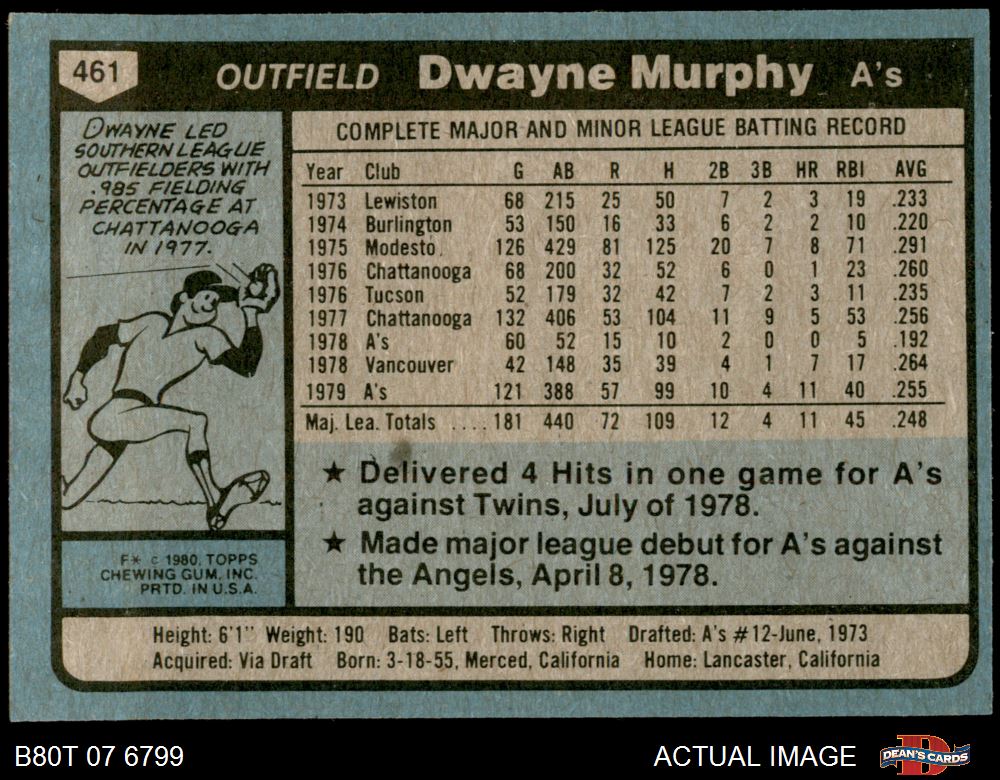 461 OUTFIELD Dwayne Murphy A's
DWAYNE LED
SOUTHERN LEAGUE
OUTFIELDERS WITH
.985 FIELDING
PERCENTAGE AT
CHATTANOOGA
IN 1977.
F* © 1980. TOPPS
CHEWING GUM, INC.
PRTD. IN U.S.A.
COMPLETE MAJOR AND MINOR LEAGUE BATTING RECORD
Year Club G AB R H 2B 3B HR RBI AVG
1973 Lewiston 68 215 25 50 7 2 3 19 .233
1974 Burlington 53 150 16 33 6 2 2 10 .220
1975 Modesto 126 429 81 125 20 7 8 71 .291
1976 Chattanooga 68 200 32 52 6 0 1 23 .260
1976 Tucson 52 179 32 42 7 2 3 11 .235
1977 Chattanooga 132 406 53 104 11 9 5 53 .256
1978 A's 60 52 15 10 2 0 0 5 .192
1978 Vancouver 42 148 35 39 4 1 7 17 .264
1979 A's 121 388 57 99 10 4 11 40 .255
Maj. Lea. Totals .... 181 440 72 109 12 4 11 45 .248
★ Delivered 4 Hits in one game for A's
against Twins, July of 1978.
★ Made major league debut for A's against
the Angels, April 8, 1978.
Height: 6'1" Weight: 190 Bats: Left Throws: Right Drafted: A's #12-June, 1973
Acquired: Via Draft Born: 3-18-55, Merced, California Home: Lancaster, California
B80T 07 6799 ACTUAL IMAGE DEAN'S CARDS